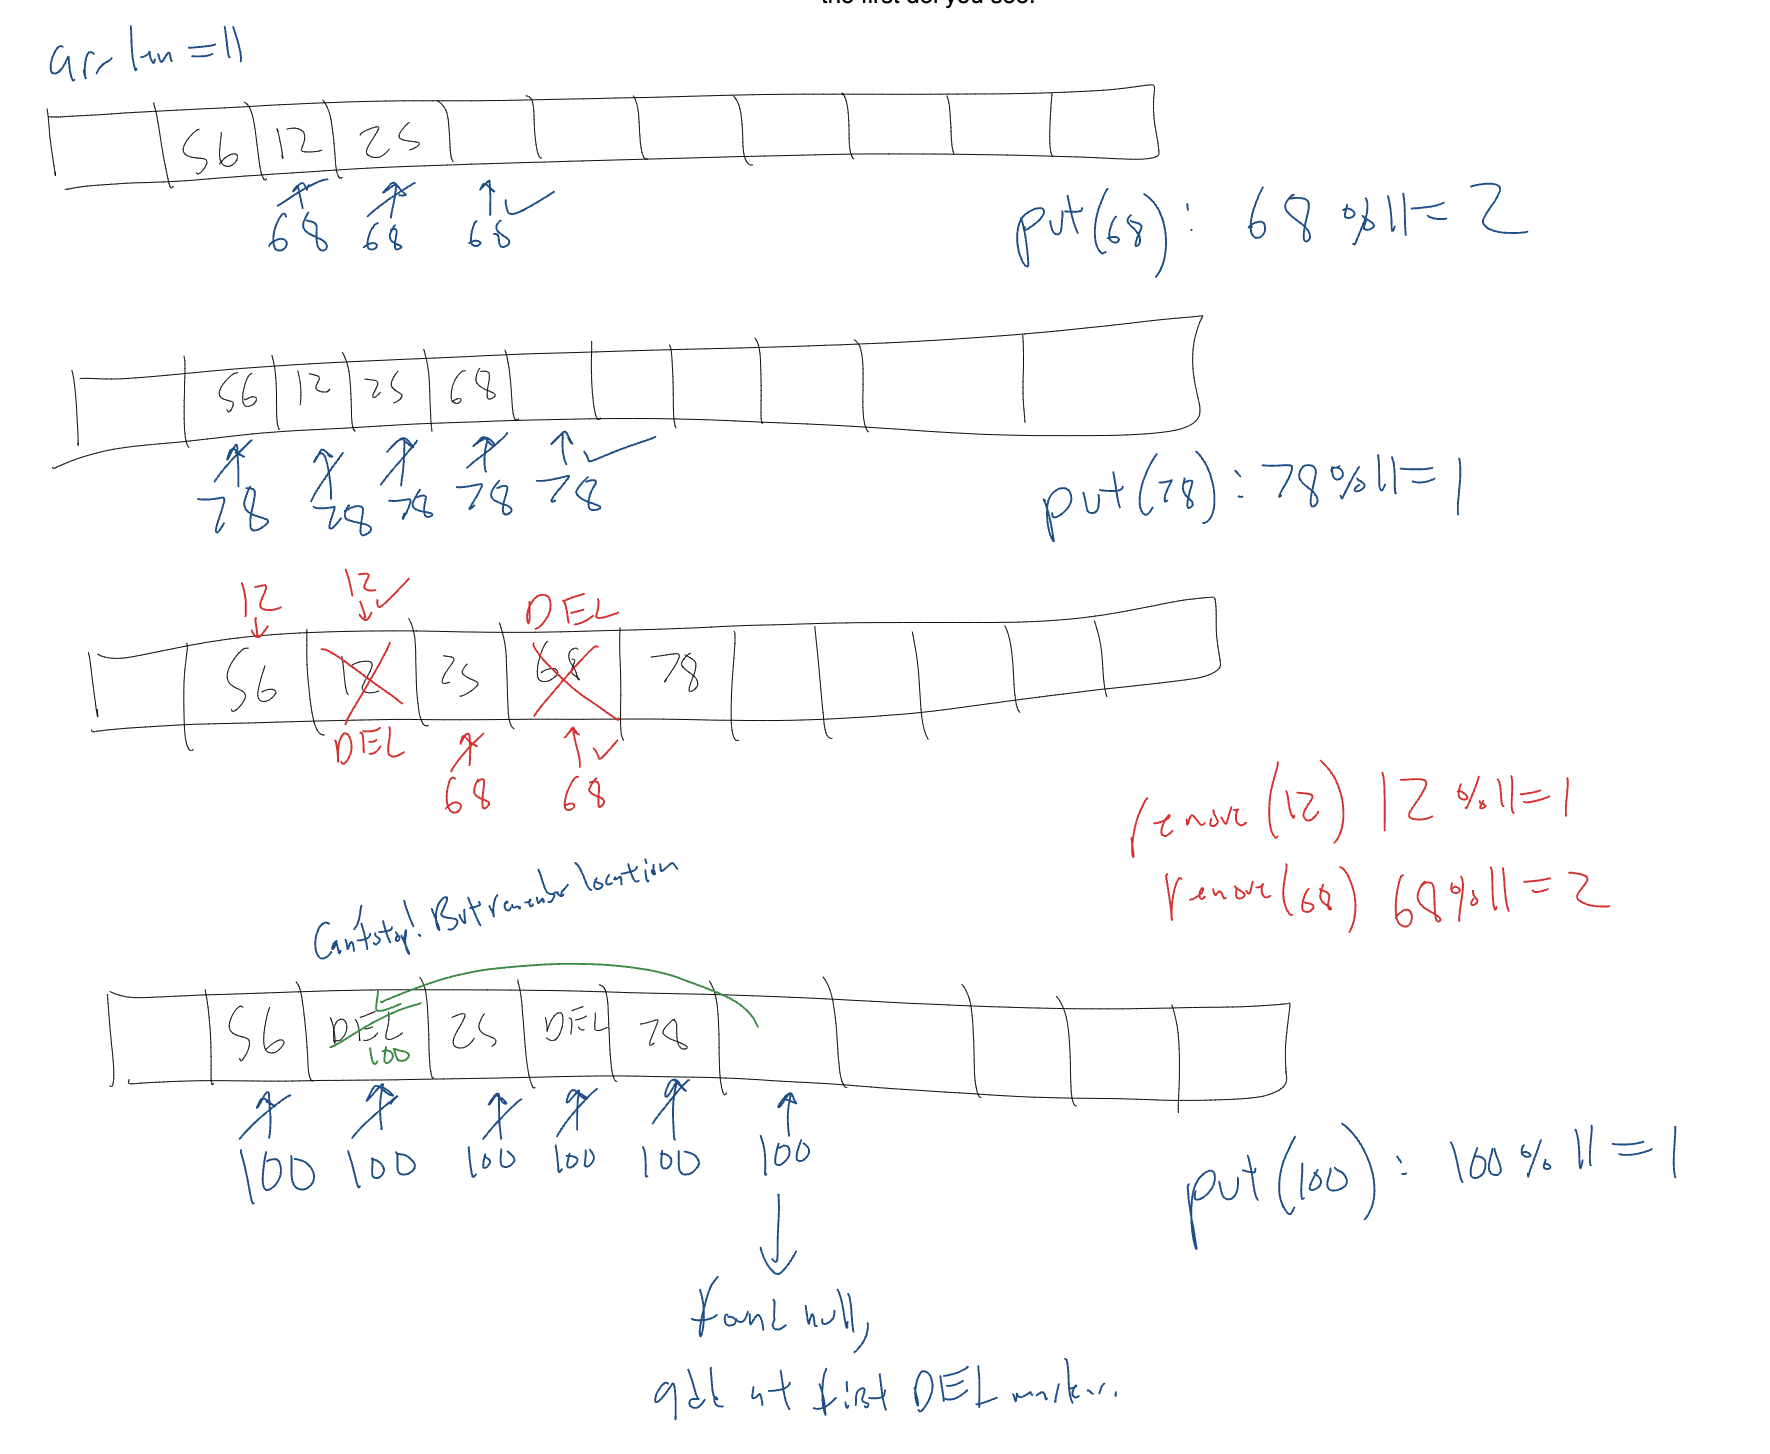 the first del you see.
arr len = 11
56 12 25
68 68 68
put(68): 68 % 11 = 2
56 12 25 68
78 78 78 78 78
put(78): 78 % 11 = 1
12 12 DEL
56 12 25 68 78
DEL
68 68
remove(12) 12 % 11 = 1
remove(68) 68 % 11 = 2
Can't stop! But remember location
56 DEL 25 DEL 78
100
100 100 100 100 100 100
put(100): 100 % 11 = 1
found null,
add at first DEL marker.